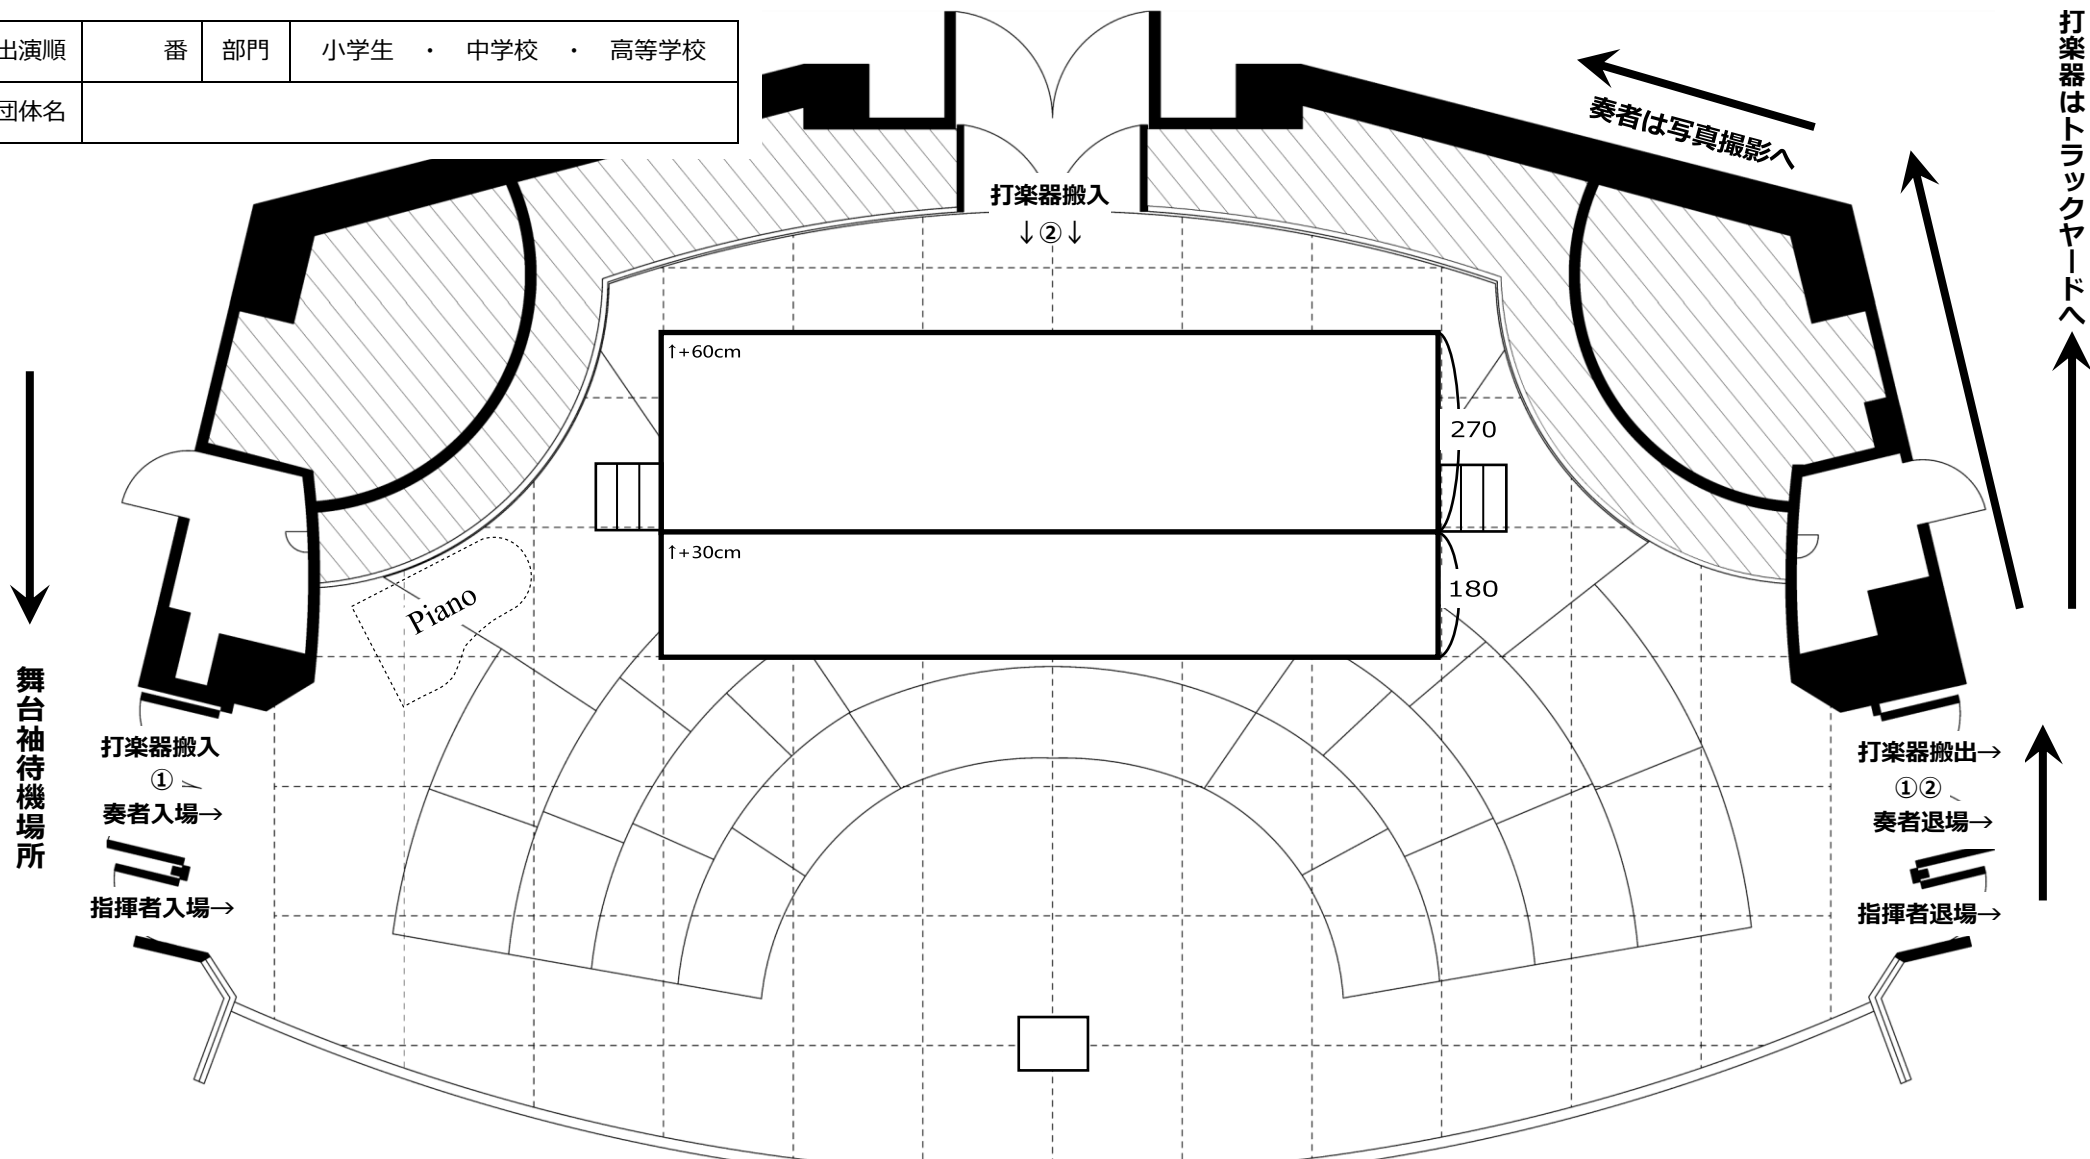 出演順 番 部門 小学生 ・ 中学校 ・ 高等学校
団体名
打楽器搬入
↓②↓
奏者は写真撮影へ
打楽器はトラックヤードへ
↑+60cm
270
↑+30cm
180
Piano
舞台袖待機場所
打楽器搬入
①
奏者入場→
指揮者入場→
打楽器搬出→
①②
奏者退場→
指揮者退場→